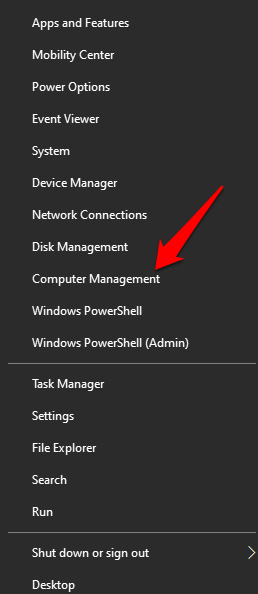 Apps and Features
Mobility Center
Power Options
Event Viewer
System
Device Manager
Network Connections
Disk Management
Computer Management
Windows PowerShell
Windows PowerShell (Admin)
Task Manager
Settings
File Explorer
Search
Run
Shut down or sign out
Desktop